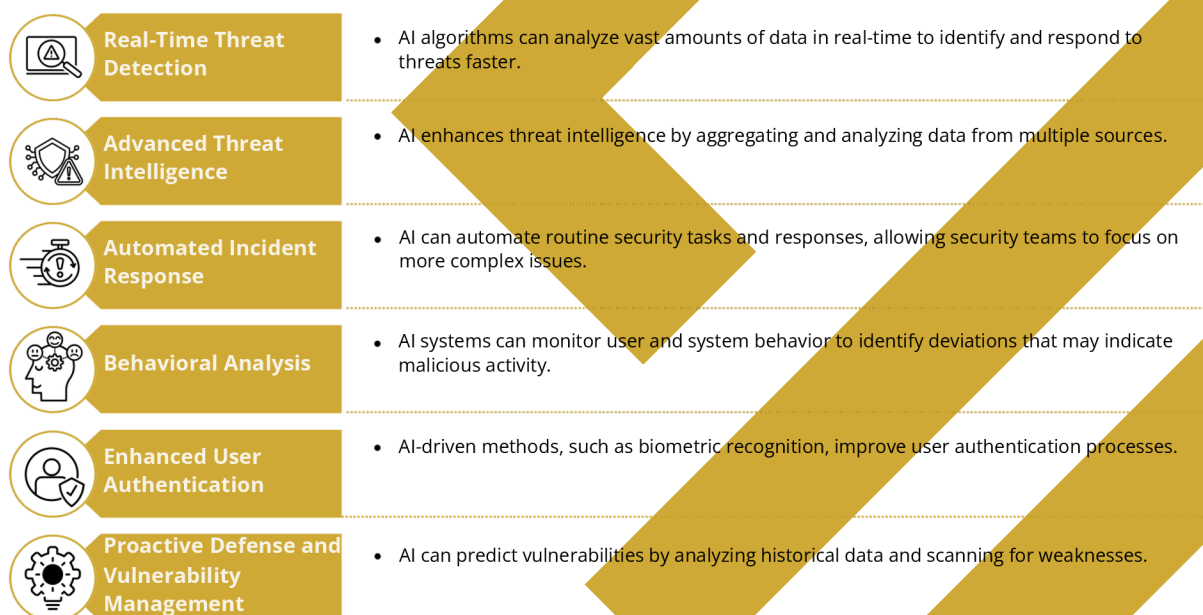 Real-Time Threat
Detection
• AI algorithms can analyze vast amounts of data in real-time to identify and respond to
threats faster.
Advanced Threat
Intelligence
• AI enhances threat intelligence by aggregating and analyzing data from multiple sources.
Automated Incident
Response
• AI can automate routine security tasks and responses, allowing security teams to focus on
more complex issues.
Behavioral Analysis
• AI systems can monitor user and system behavior to identify deviations that may indicate
malicious activity.
Enhanced User
Authentication
• AI-driven methods, such as biometric recognition, improve user authentication processes.
Proactive Defense and
Vulnerability
Management
• AI can predict vulnerabilities by analyzing historical data and scanning for weaknesses.